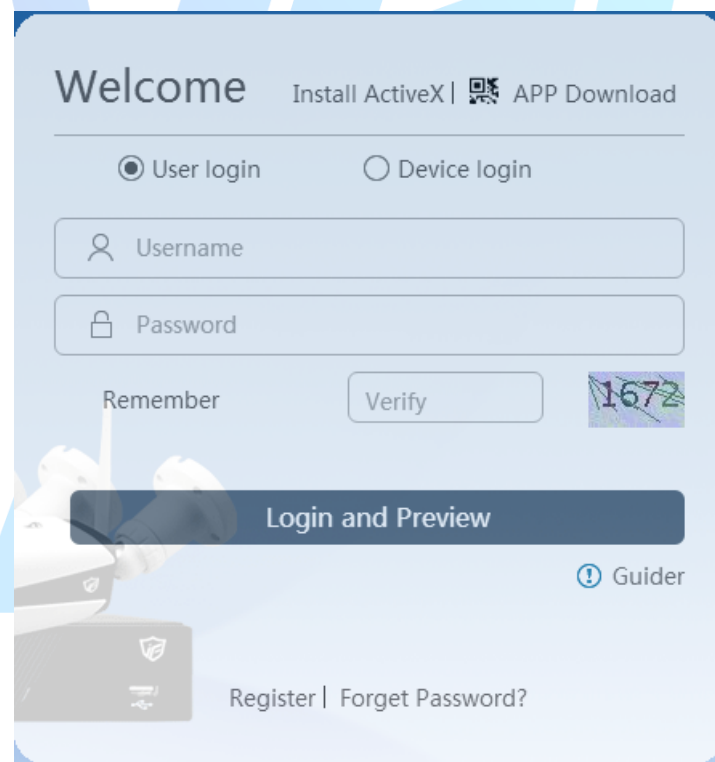 Welcome Install ActiveX | APP Download
User login Device login
Username
Password
Remember Verify 1672
Login and Preview
Guider
Register | Forget Password?